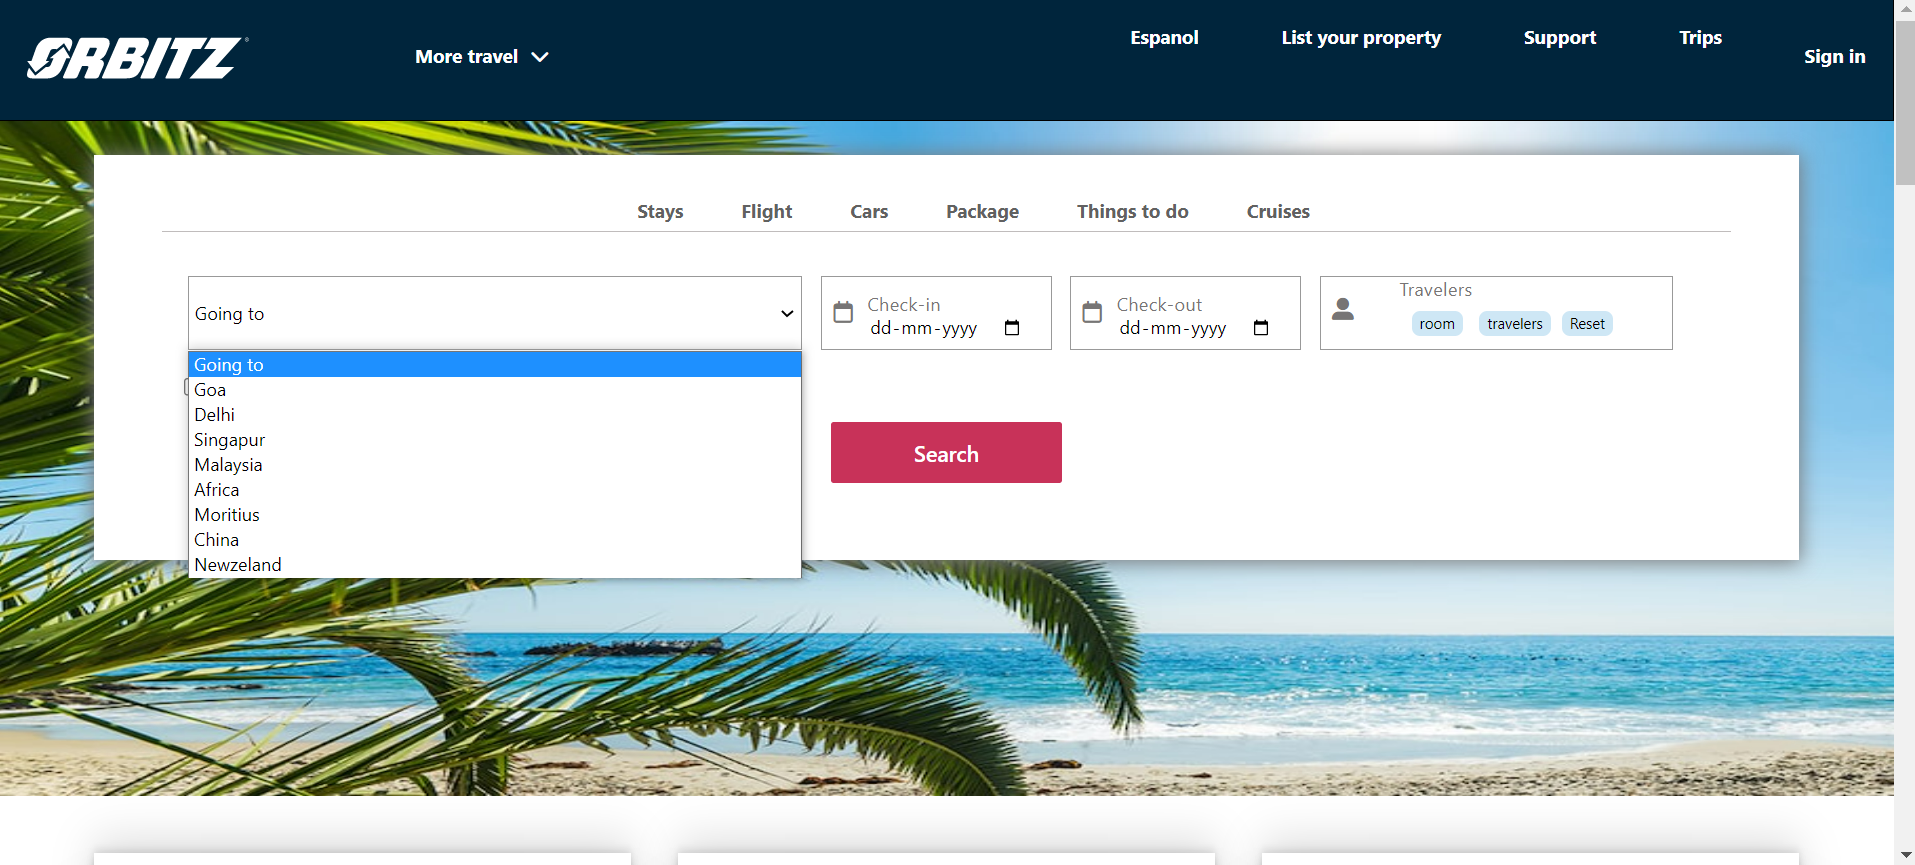 ORBITZ
More travel
Espanol
List your property
Support
Trips
Sign in
Stays
Flight
Cars
Package
Things to do
Cruises
Going to
Check-in
dd-mm-yyyy
Check-out
dd-mm-yyyy
Travelers
room
travelers
Reset
Going to
Goa
Delhi
Singapur
Malaysia
Africa
Moritius
China
Newzeland
Search